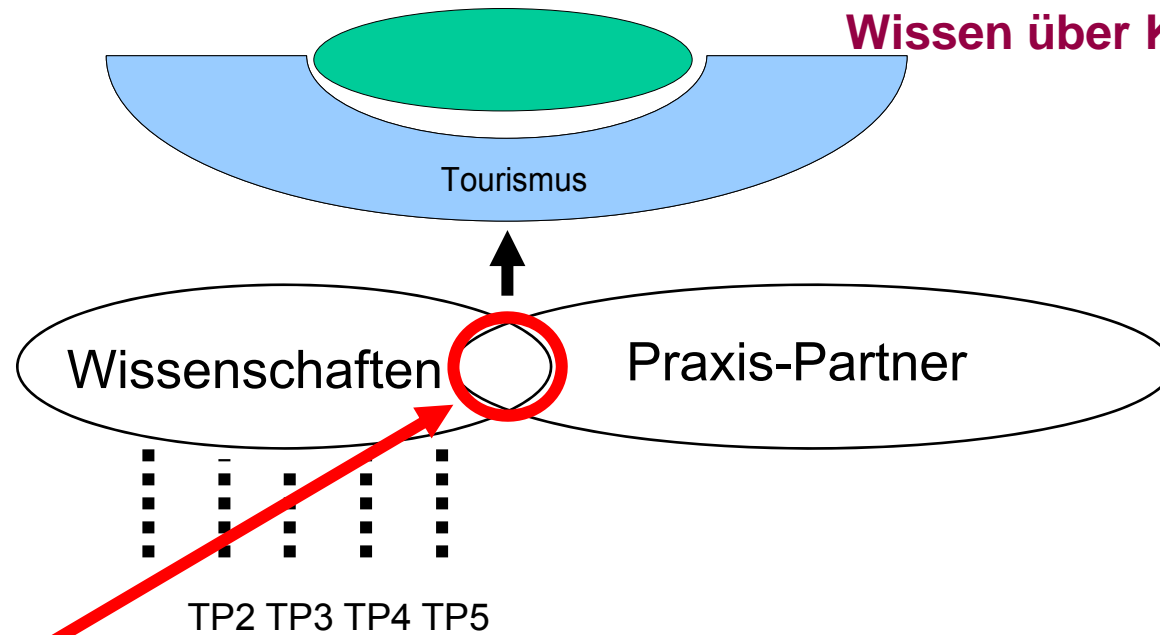 Wissen über
Tourismus
Wissenschaften
Praxis-Partner
TP2 TP3 TP4 TP5